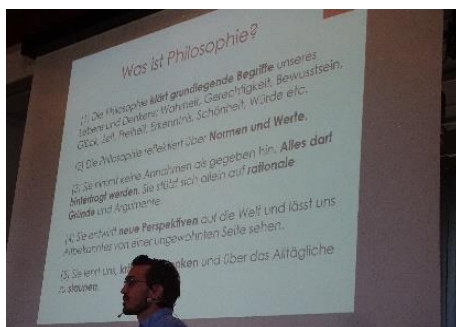 Was ist Philosophie?
(1) Die Philosophie klärt grundlegende Begriffe unseres
Lebens und Denkens: Wahrheit, Gerechtigkeit, Bewusstsein,
Glück, Zeit, Freiheit, Erkenntnis, Schönheit, Würde etc.
(2) Die Philosophie reflektiert über Normen und Werte.
(3) Sie nimmt keine Annahmen als gegeben hin. Alles darf
hinterfragt werden. Sie stützt sich allein auf rationale
Gründe und Argumente.
(4) Sie entwirft neue Perspektiven auf die Welt und lässt uns
Altbekanntes von einer ungewohnten Seite sehen.
(5) Sie lehrt uns, und über das Alltägliche
zu staunen.